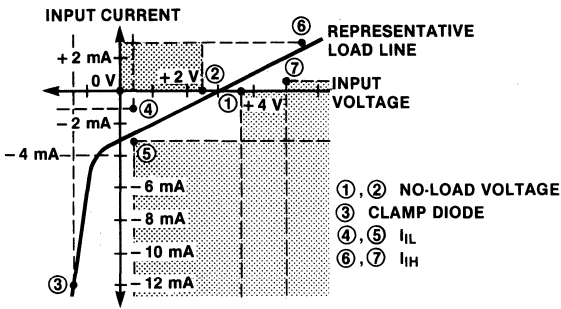 INPUT CURRENT
⑥
REPRESENTATIVE
LOAD LINE
+2 mA
⑦
0 V
+2 V
②
INPUT
VOLTAGE
④
①
+4 V
-2 mA
-4 mA
⑤
-6 mA
-8 mA
-10 mA
③
-12 mA
①,② NO-LOAD VOLTAGE
③ CLAMP DIODE
④,⑤ IIL
⑥,⑦ IIH